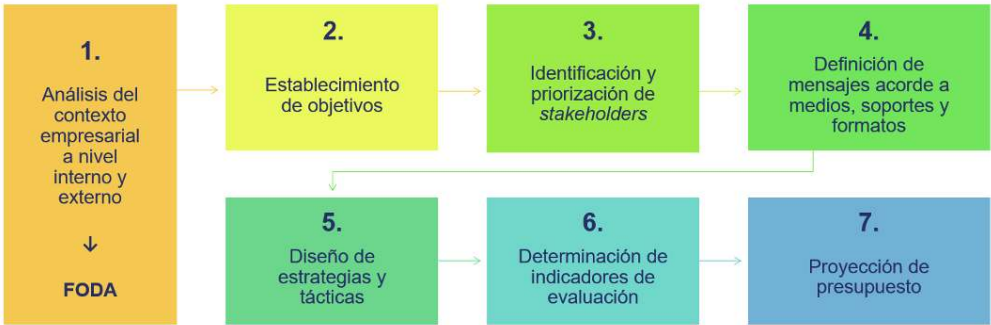 1.
Análisis del
contexto
empresarial
a nivel
interno y
externo
↓
FODA
2.
Establecimiento
de objetivos
3.
Identificación y
priorización de
stakeholders
4.
Definición de
mensajes acorde a
medios, soportes y
formatos
5.
Diseño de
estrategias y
tácticas
6.
Determinación de
indicadores de
evaluación
7.
Proyección de
presupuesto